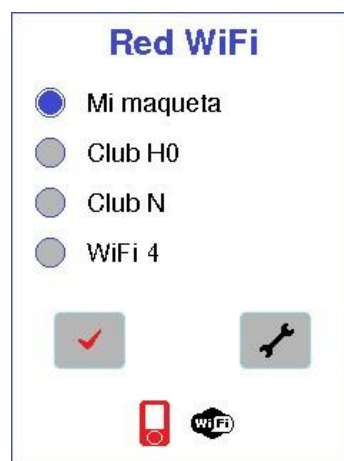 Red WiFi
Mi maqueta
Club H0
Club N
WiFi 4
WiFi